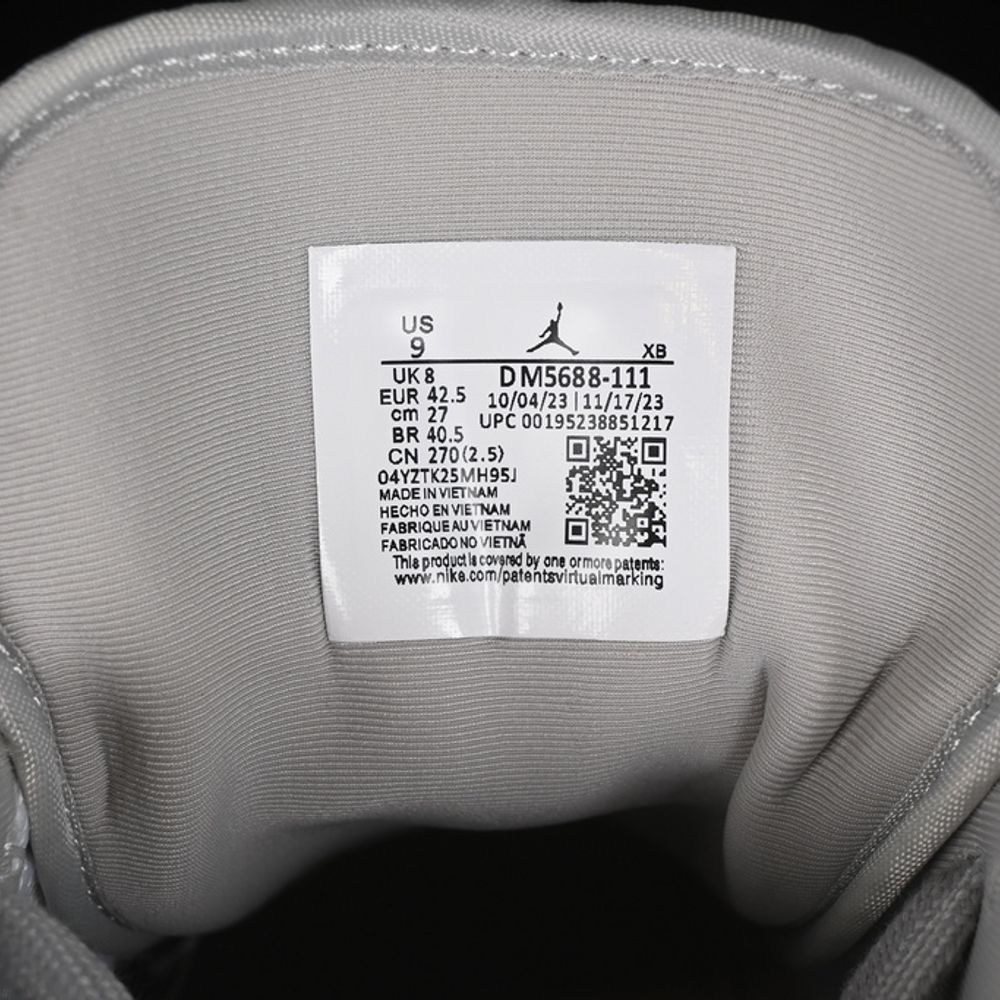 US
9
XB
UK 8
DM5688-111
EUR 42.5
10/04/23 | 11/17/23
cm 27
UPC 00195238851217
BR 40.5
CN 270(2.5)
04YZTK25MH95J
MADE IN VIETNAM
HECHO EN VIETNAM
FABRIQUE AU VIETNAM
FABRICADO NO VIETNÃ
This product is covered by one or more patents:
www.nike.com/patentsvirtualmarking